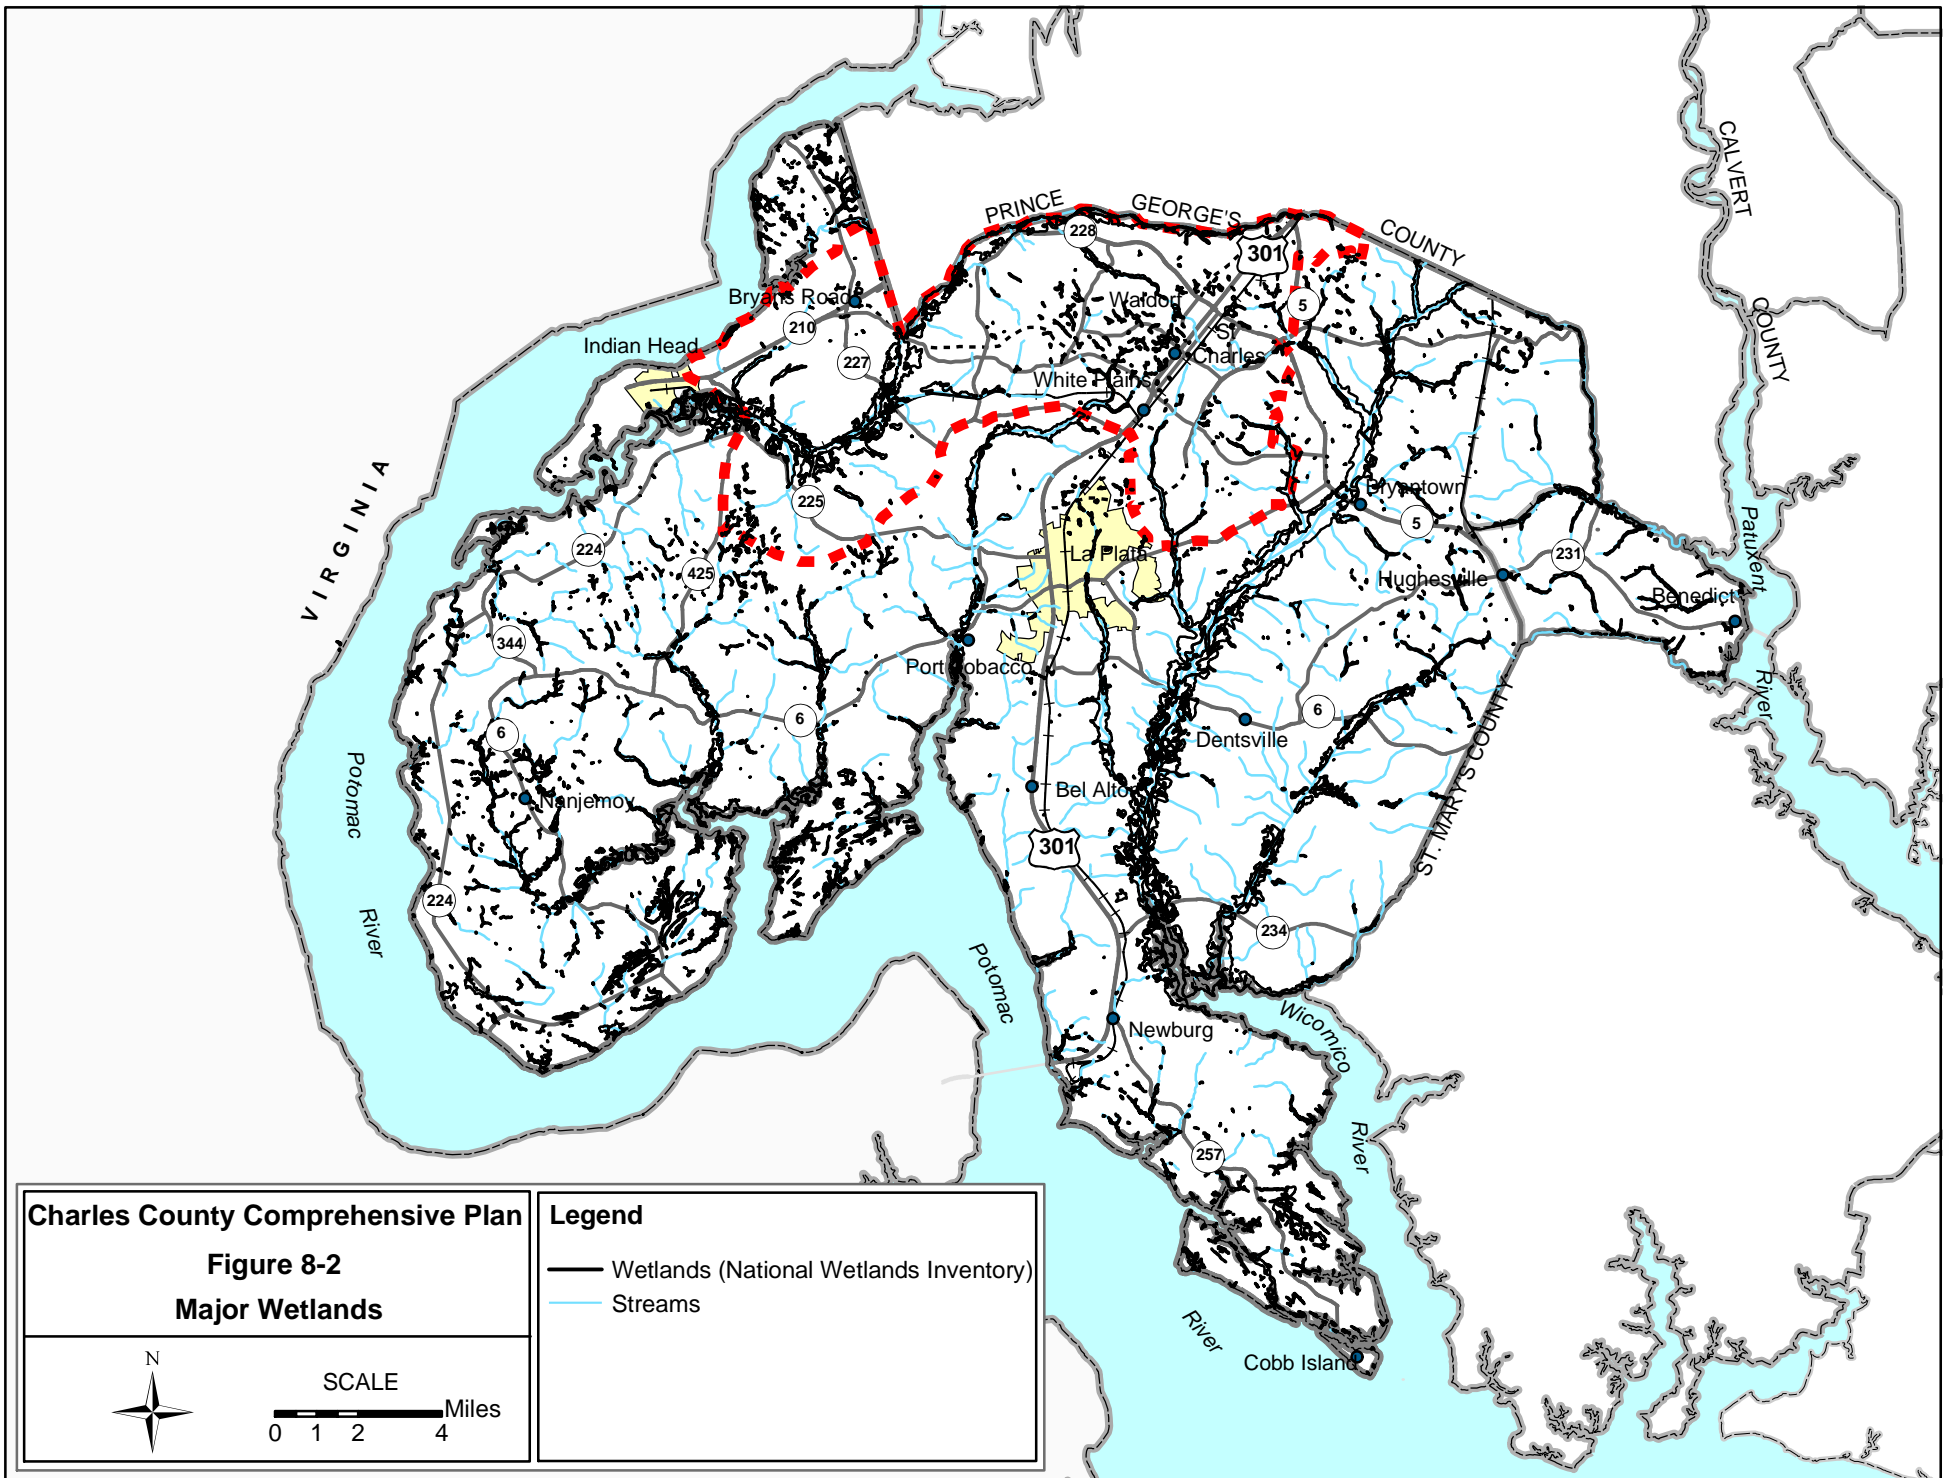 CALVERT
COUNTY
PRINCE GEORGE'S COUNTY
228
301
Bryans Road
Waldorf
5
210
St
Charles
Indian Head
227
White Plains
VIRGINIA
225
Bryantown
5
Patuxent
River
224
La Plata
231
425
Hughesville
Benedict
344
Port Tobacco
6
6
6
Dentsville
ST. MARY'S COUNTY
Potomac
River
Nanjemoy
Bel Alton
301
224
234
Potomac
Newburg
Wicomico
River
257
River
Cobb Island
Charles County Comprehensive Plan
Figure 8-2
Major Wetlands
N
SCALE
Miles
0 1 2 4
Legend
Wetlands (National Wetlands Inventory)
Streams